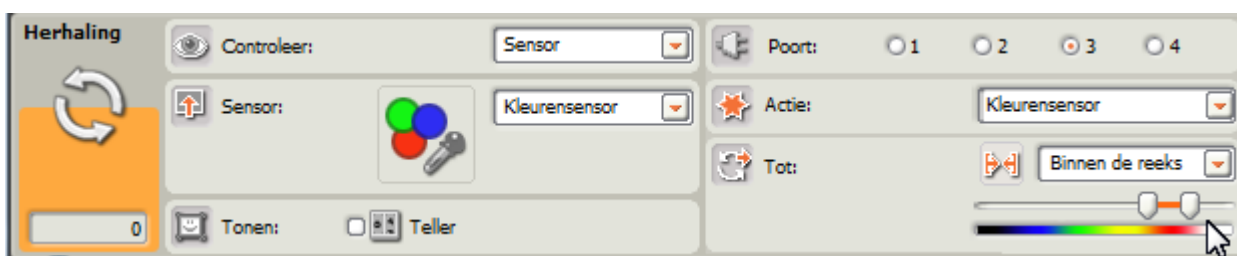 Herhaling
Controleer: Sensor
Sensor: Kleurensensor
0
Tonen: Teller
Poort: 1 2 3 4
Actie: Kleurensensor
Tot: Binnen de reeks